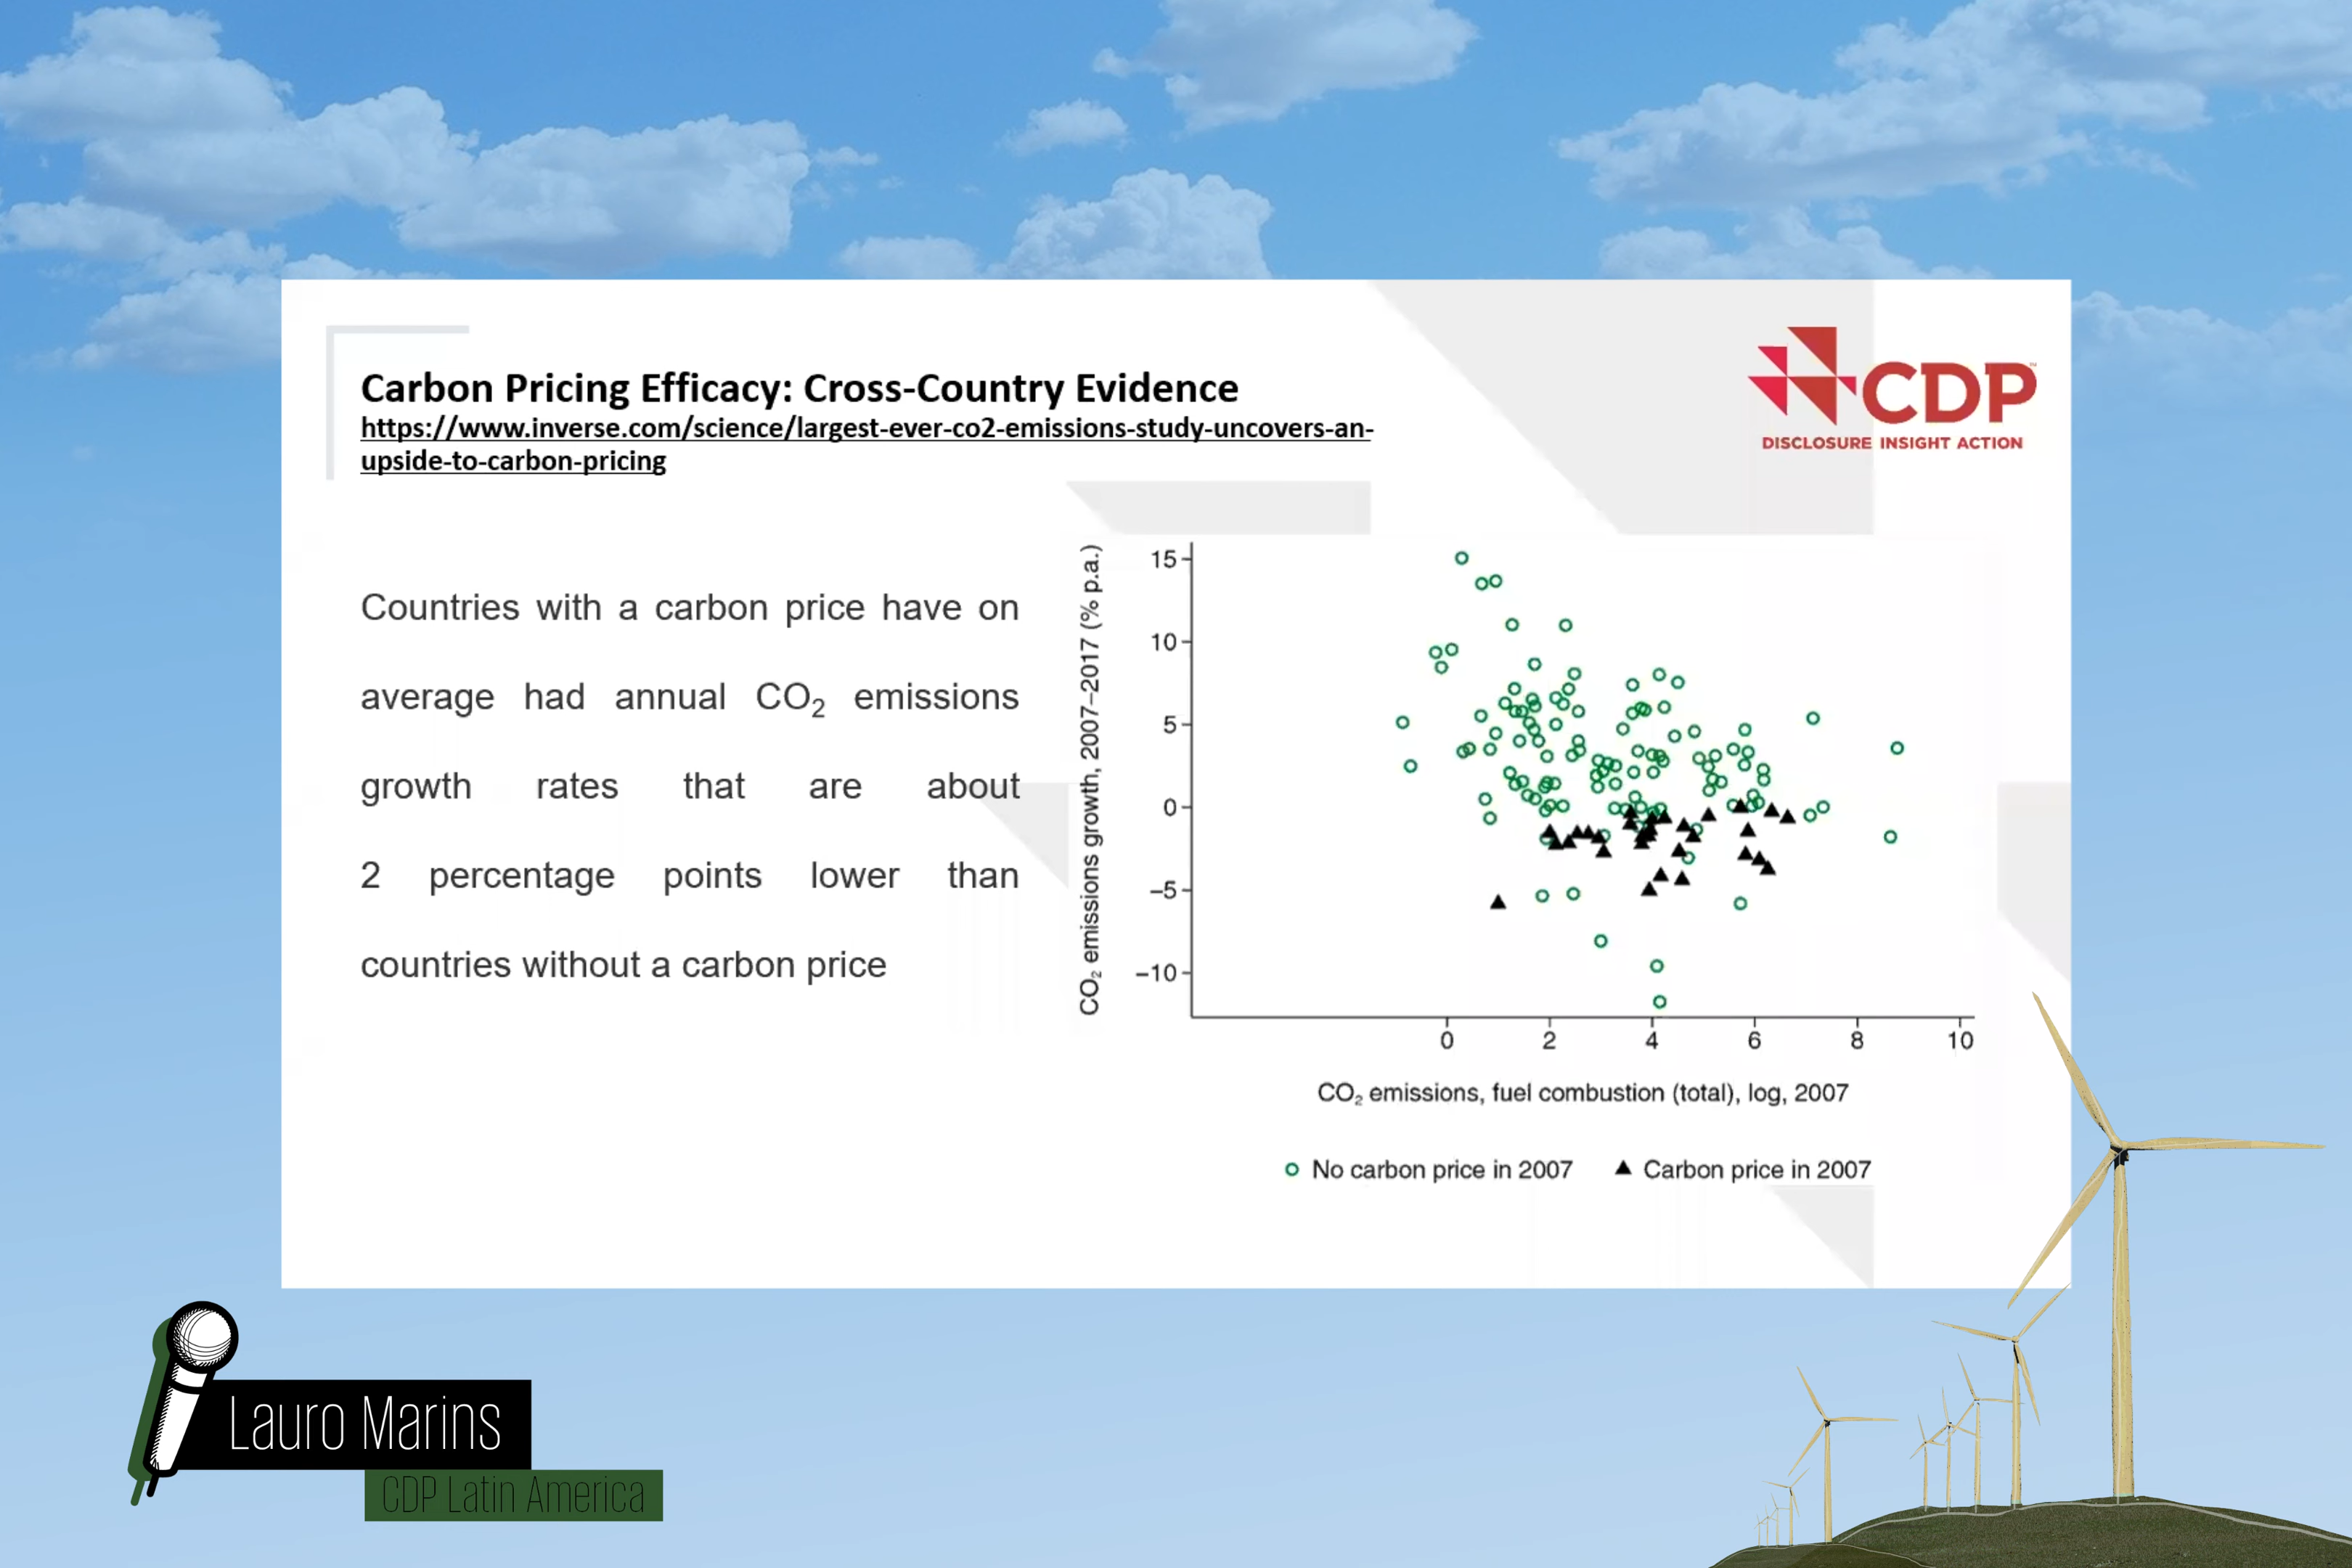 Carbon Pricing Efficacy: Cross-Country Evidence
https://www.inverse.com/science/largest-ever-co2-emissions-study-uncovers-an-
upside-to-carbon-pricing
CDP™
DISCLOSURE INSIGHT ACTION
Countries with a carbon price have on
average had annual CO₂ emissions
growth rates that are about
2 percentage points lower than
countries without a carbon price
CO₂ emissions growth, 2007–2017 (% p.a.)
15
10
5
0
−5
−10
0 2 4 6 8 10
CO₂ emissions, fuel combustion (total), log, 2007
No carbon price in 2007 Carbon price in 2007
Lauro Marins
CDP Latin America